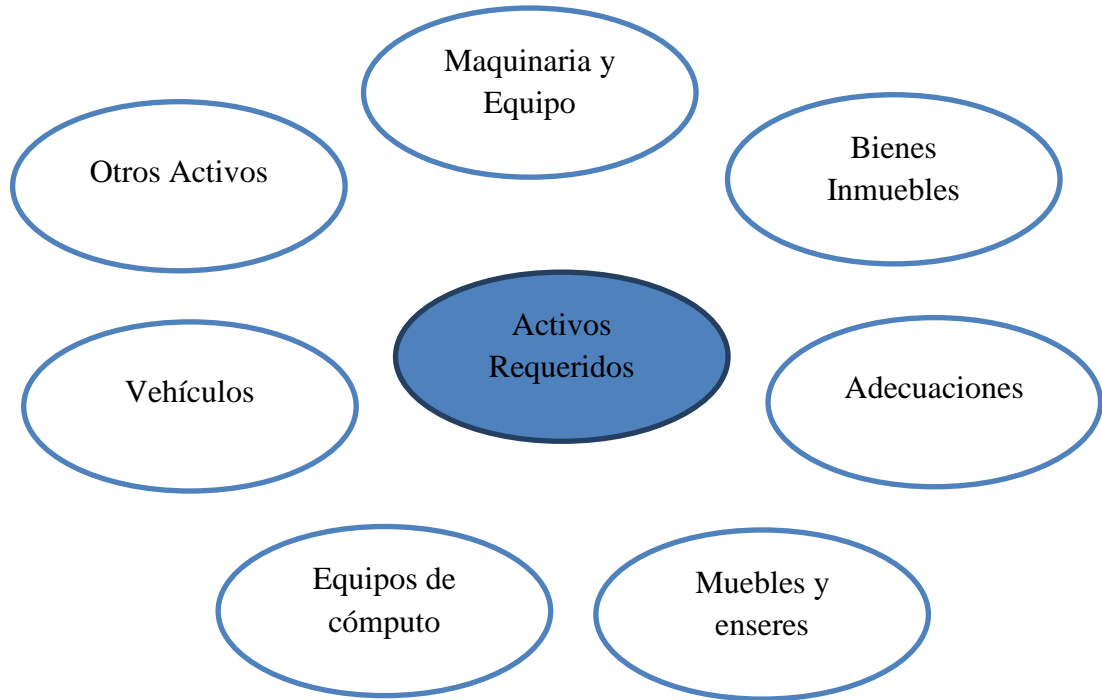 Maquinaria y
Equipo
Otros Activos
Bienes
Inmuebles
Activos
Requeridos
Vehículos
Adecuaciones
Equipos de
cómputo
Muebles y
enseres